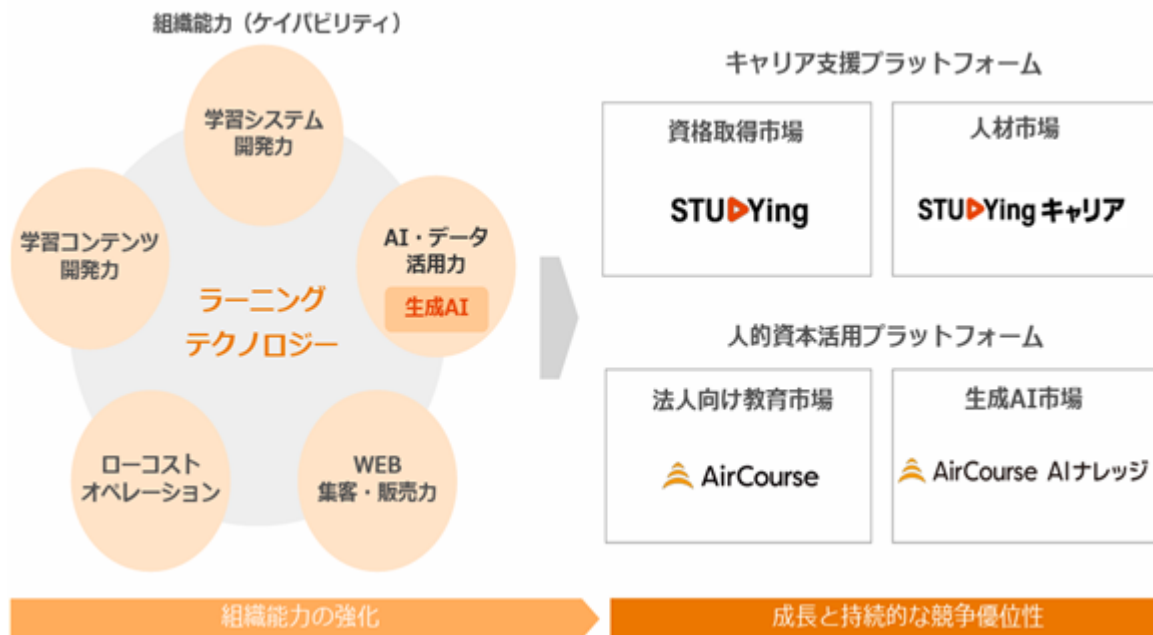 組織能力（ケイパビリティ）
学習システム
開発力
学習コンテンツ
開発力
AI・データ
活用力
生成AI
ラーニング
テクノロジー
ローコスト
オペレーション
WEB
集客・販売力
キャリア支援プラットフォーム
資格取得市場
STUDYing
人材市場
STUDYing キャリア
人的資本活用プラットフォーム
法人向け教育市場
AirCourse
生成AI市場
AirCourse AIナレッジ
組織能力の強化
成長と持続的な競争優位性